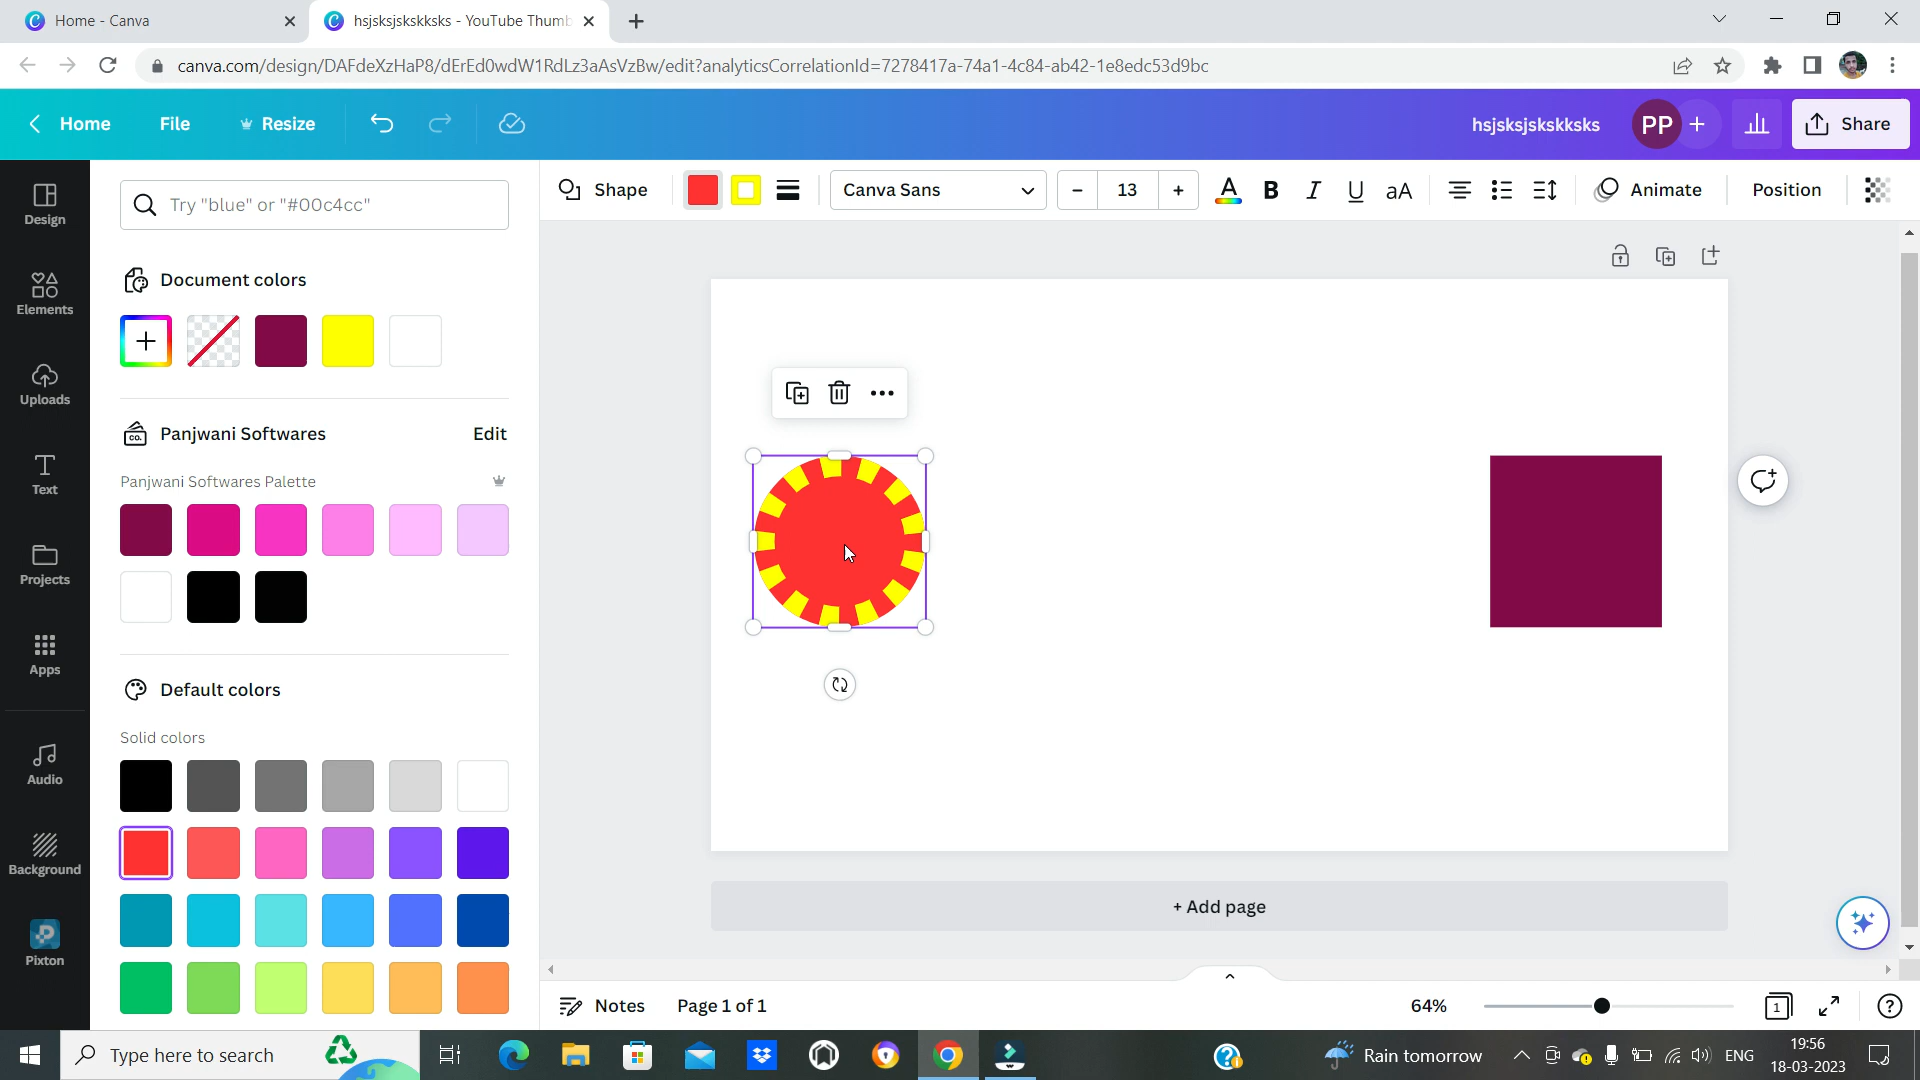 Home - Canva
hsjsksjskskksks - YouTube Thumb
canva.com/design/DAFdeXzHaP8/dErEd0wdW1RdLz3aAsVzBw/edit?analyticsCorrelationId=7278417a-74a1-4c84-ab42-1e8edc53d9bc
Home
File
Resize
hsjsksjskskksks
PP
Share
Design
Elements
Uploads
Text
Projects
Apps
Audio
Background
Pixton
Try "blue" or "#00c4cc"
Document colors
CO.
Panjwani Softwares
Edit
Panjwani Softwares Palette
Default colors
Solid colors
Shape
Canva Sans
- 13 +
A
B
I
U
aA
Animate
Position
+ Add page
Notes
Page 1 of 1
64%
1
?
Type here to search
Rain tomorrow
ENG
19:56
18-03-2023